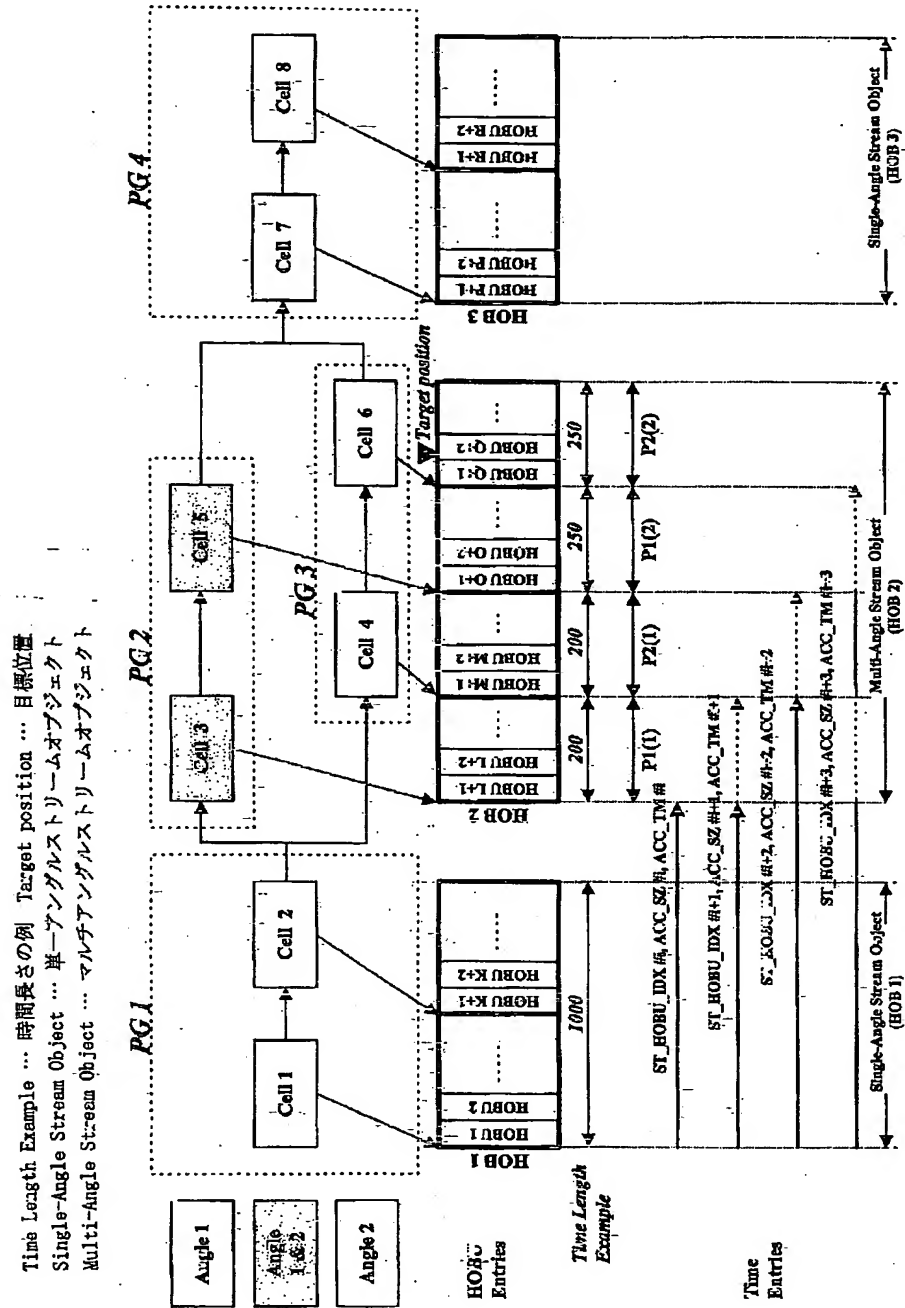 Time Length Example … 時間長さの例 Target position … 目標位置
Single-Angle Stream Object … 単一アングルストリームオブジェクト
Multi-Angle Stream Object … マルチアングルストリームオブジェクト
PG 1
PG 2
PG 3
PG 4
Angle 1
Angle 1 & 2
Angle 2
Cell 1
Cell 2
Cell 3
Cell 4
Cell 5
Cell 6
Cell 7
Cell 8
Target position
HOBU
Entries
HOB 1
HOBU 1
HOBU 2
......
HOBU K+1
HOBU K+2
......
HOB 2
HOBU L+1
HOBU L+2
...
HOBU M+1
HOBU M+2
...
HOBU O+1
HOBU O+2
...
HOBU Q+1
HOBU Q+2
...
HOB 3
HOBU P+1
HOBU P+2
......
HOBU R+1
HOBU R+2
......
Time Length
Example
1000
200
200
250
250
P1(1)
P2(1)
P1(2)
P2(2)
Time
Entries
ST_HOBU_IDX #i, ACC_SZ #i, ACC_TM #i
ST_HOBU_IDX #i+1, ACC_SZ #i+1, ACC_TM #i+1
ST_HOBU_IDX #i+2, ACC_SZ #i+2, ACC_TM #i+2
ST_HOBU_IDX #i+3, ACC_SZ #i+3, ACC_TM #i+3
Single-Angle Stream Object
(HOB 1)
Multi-Angle Stream Object
(HOB 2)
Single-Angle Stream Object
(HOB 3)